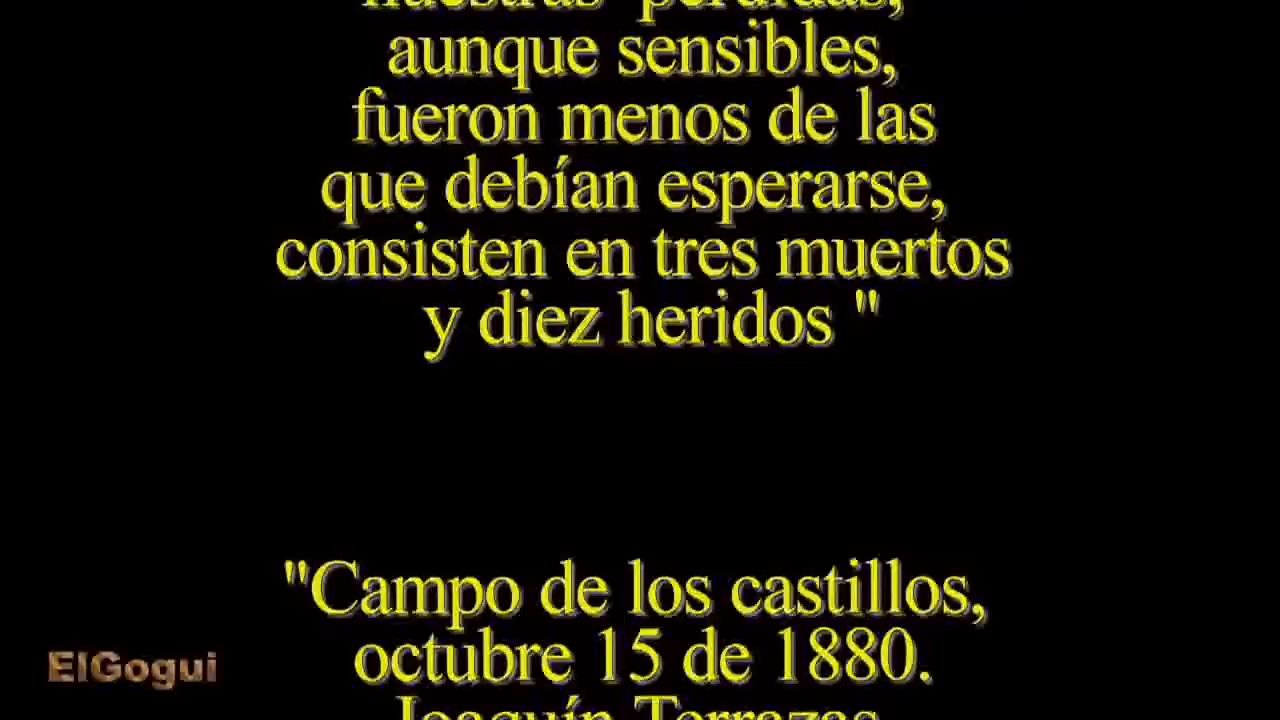 nuestras pérdidas,
aunque sensibles,
fueron menos de las
que debían esperarse,
consisten en tres muertos
y diez heridos "
"Campo de los castillos,
octubre 15 de 1880.
Joaquín Terrazas
ElGogui